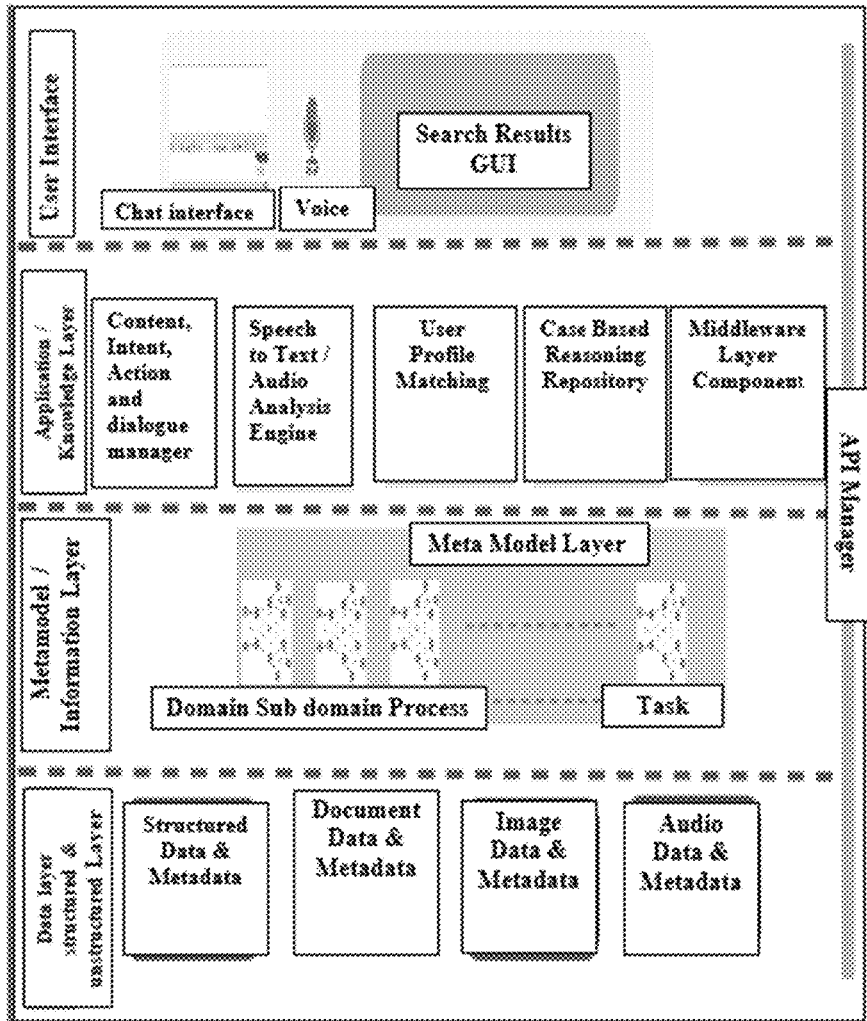 User Interface
Search Results
GUI
Chat interface
Voice
Application /
Knowledge Layer
Content,
Intent,
Action
and
dialogue
manager
Speech
to Text /
Audio
Analysis
Engine
User
Profile
Matching
Case Based
Reasoning
Repository
Middleware
Layer
Component
API Manager
Metamodel /
Information Layer
Meta Model Layer
Domain Sub domain Process
Task
Data layer
structured &
unstructured Layer
Structured
Data &
Metadata
Document
Data &
Metadata
Image
Data &
Metadata
Audio
Data &
Metadata